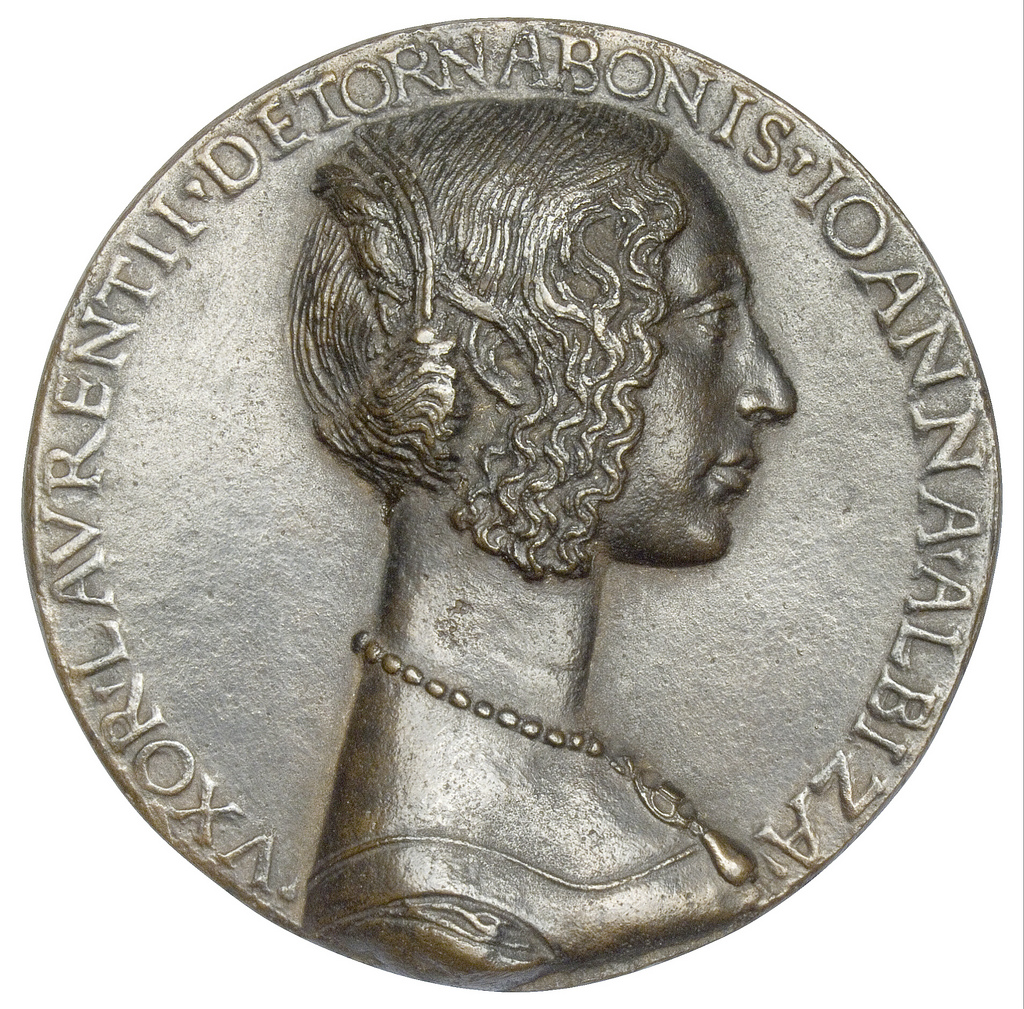 VXOR LAVRENTII · DE TORNABONIS · IOANNA · ALBIZA